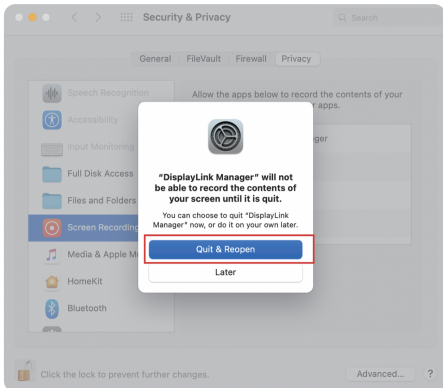 Security & Privacy
Search
General
FileVault
Firewall
Privacy
Speech Recognition
Accessibility
Input Monitoring
Full Disk Access
Files and Folders
Screen Recording
Media & Apple M
HomeKit
Bluetooth
Allow the apps below to record the contents of your
r apps.
ger
"DisplayLink Manager" will not
be able to record the contents of
your screen until it is quit.
You can choose to quit "DisplayLink
Manager" now, or do it on your own later.
Quit & Reopen
Later
Click the lock to prevent further changes.
Advanced...
?